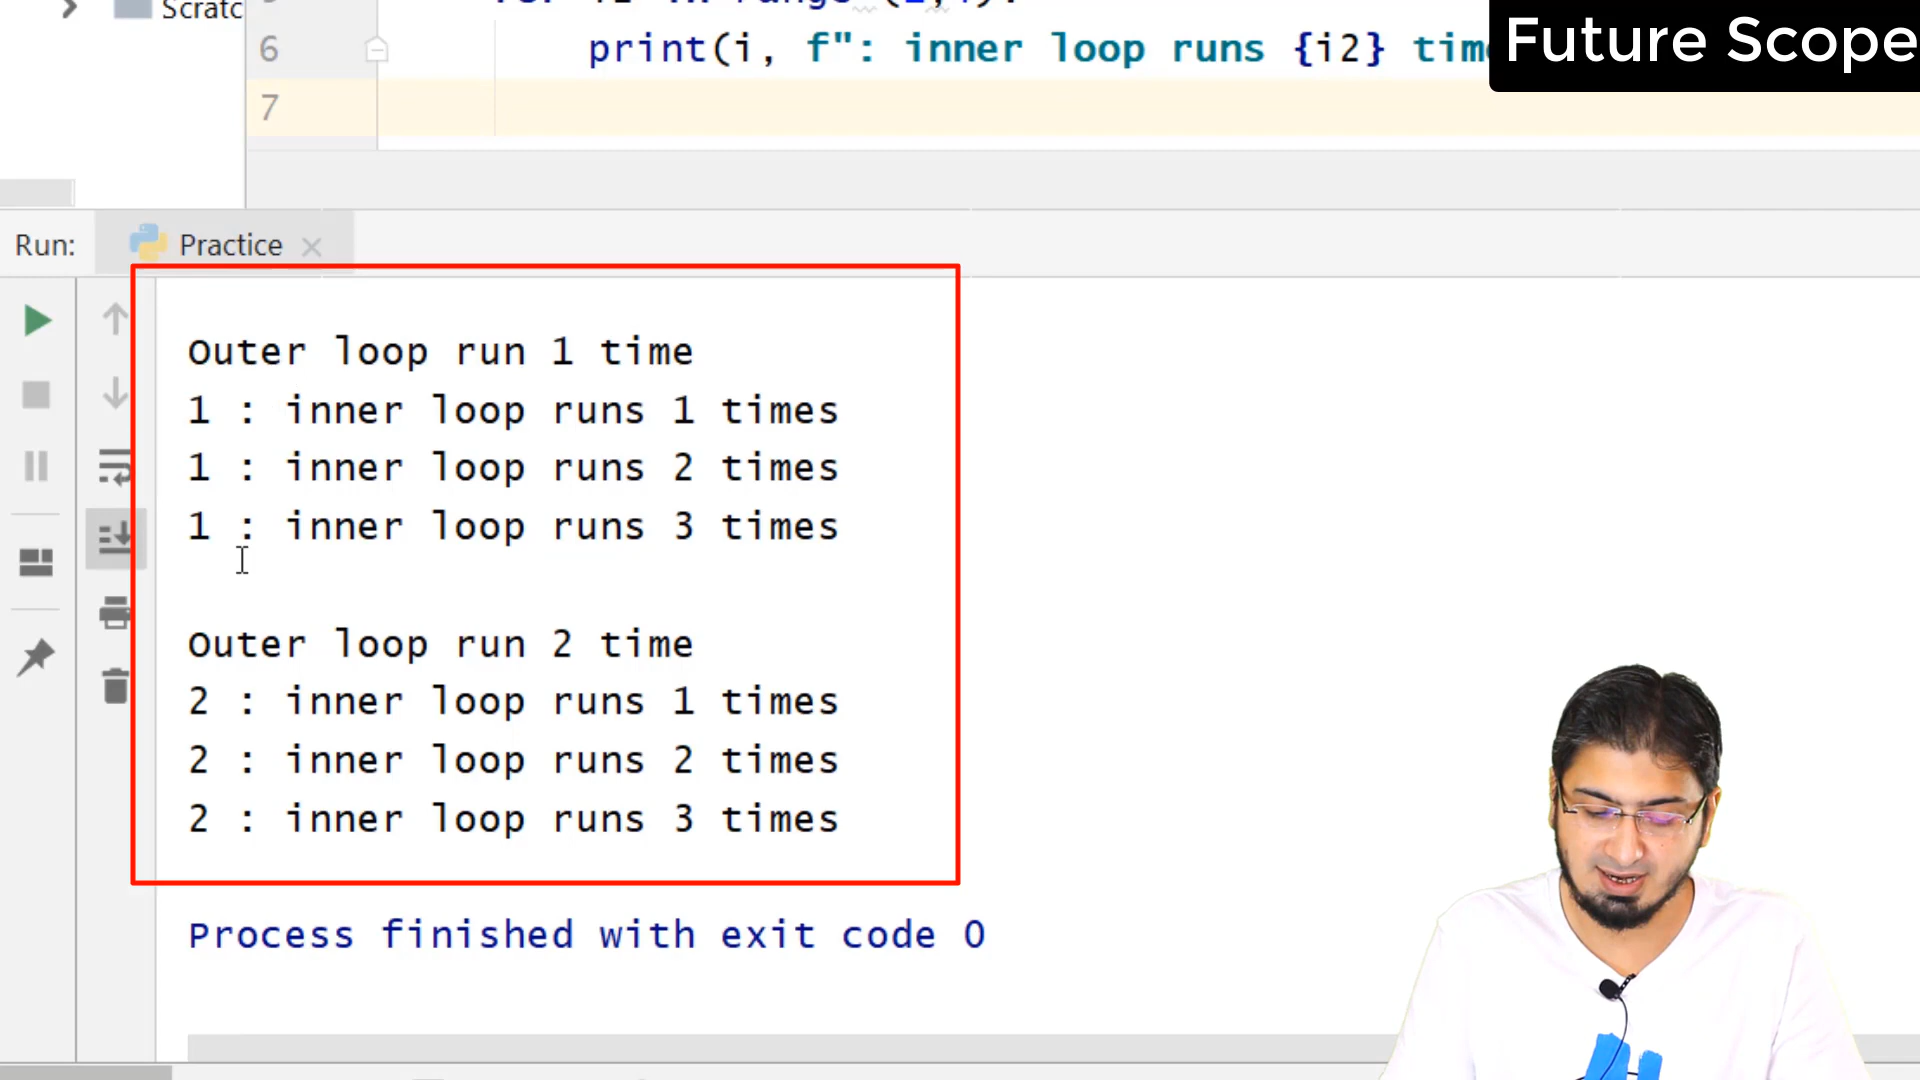 Scratc
6 print(i, f": inner loop runs {i2} time
Future Scope
7
Run: Practice
Outer loop run 1 time
1 : inner loop runs 1 times
1 : inner loop runs 2 times
1 : inner loop runs 3 times
Outer loop run 2 time
2 : inner loop runs 1 times
2 : inner loop runs 2 times
2 : inner loop runs 3 times
Process finished with exit code 0